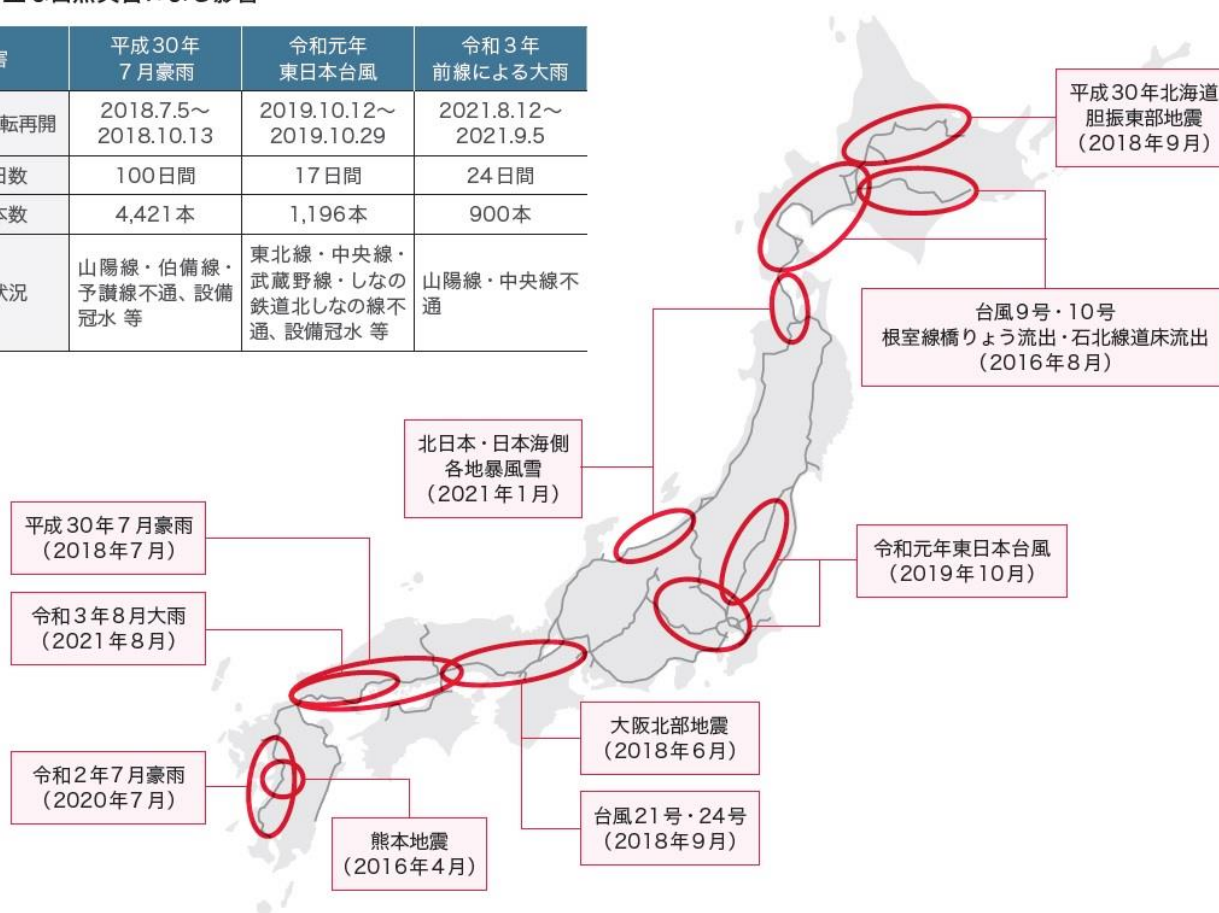 害
平成30年
7月豪雨
令和元年
東日本台風
令和3年
前線による大雨
転再開
2018.7.5～
2018.10.13
2019.10.12～
2019.10.29
2021.8.12～
2021.9.5
日数
100日間
17日間
24日間
本数
4,421本
1,196本
900本
状況
山陽線・伯備線・
予讃線不通、設備
冠水 等
東北線・中央線・
武蔵野線・しなの
鉄道北しなの線不
通、設備冠水 等
山陽線・中央線不
通
平成30年北海道
胆振東部地震
（2018年9月）
台風9号・10号
根室線橋りょう流出・石北線道床流出
（2016年8月）
北日本・日本海側
各地暴風雪
（2021年1月）
平成30年7月豪雨
（2018年7月）
令和元年東日本台風
（2019年10月）
令和3年8月大雨
（2021年8月）
大阪北部地震
（2018年6月）
令和2年7月豪雨
（2020年7月）
台風21号・24号
（2018年9月）
熊本地震
（2016年4月）